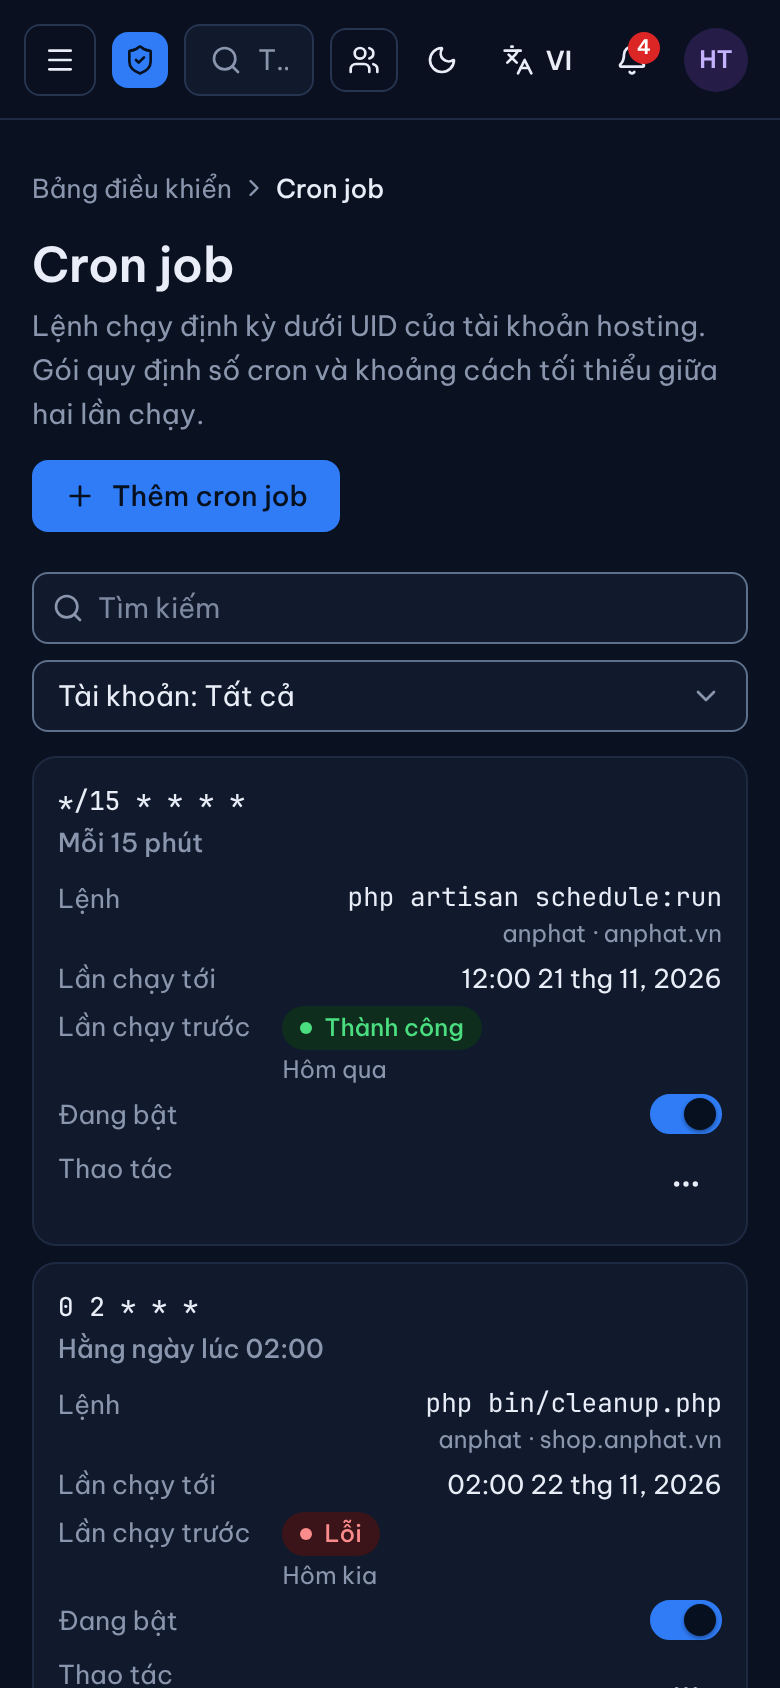 T..
VI
4
HT
Bảng điều khiển > Cron job
Cron job
Lệnh chạy định kỳ dưới UID của tài khoản hosting.
Gói quy định số cron và khoảng cách tối thiểu giữa
hai lần chạy.
+ Thêm cron job
Tìm kiếm
Tài khoản: Tất cả
*/15 * * * *
Mỗi 15 phút
Lệnh
php artisan schedule:run
anphat · anphat.vn
Lần chạy tới
12:00 21 thg 11, 2026
Lần chạy trước
Thành công
Hôm qua
Đang bật
Thao tác
...
0 2 * * *
Hằng ngày lúc 02:00
Lệnh
php bin/cleanup.php
anphat · shop.anphat.vn
Lần chạy tới
02:00 22 thg 11, 2026
Lần chạy trước
Lỗi
Hôm kia
Đang bật
Thao tác